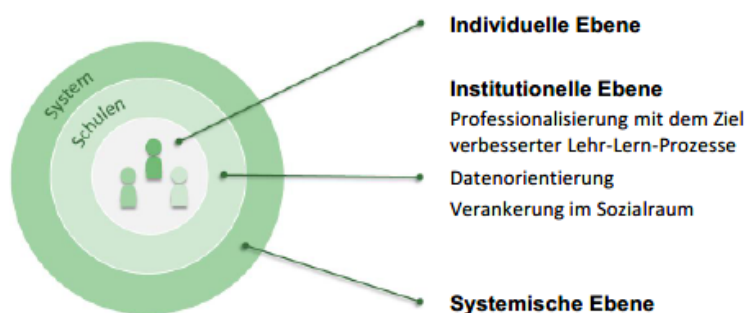 System
Schulen
Individuelle Ebene
Institutionelle Ebene
Professionalisierung mit dem Ziel
verbesserter Lehr-Lern-Prozesse
Datenorientierung
Verankerung im Sozialraum
Systemische Ebene